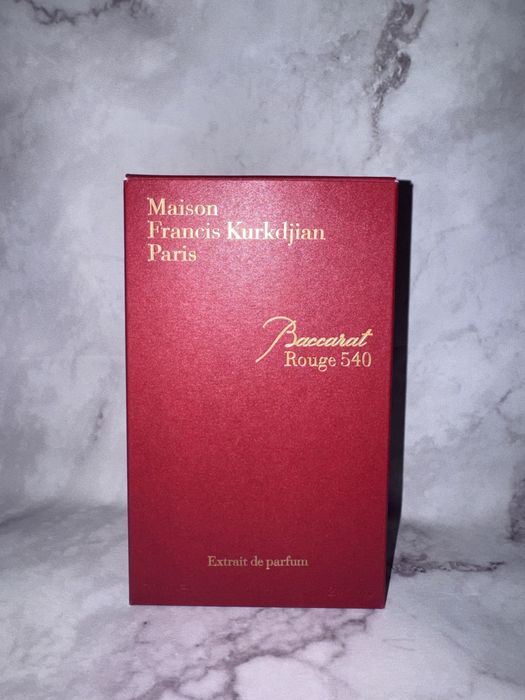 Maison
Francis Kurkdjian
Paris
Baccarat
Rouge 540
Extrait de parfum